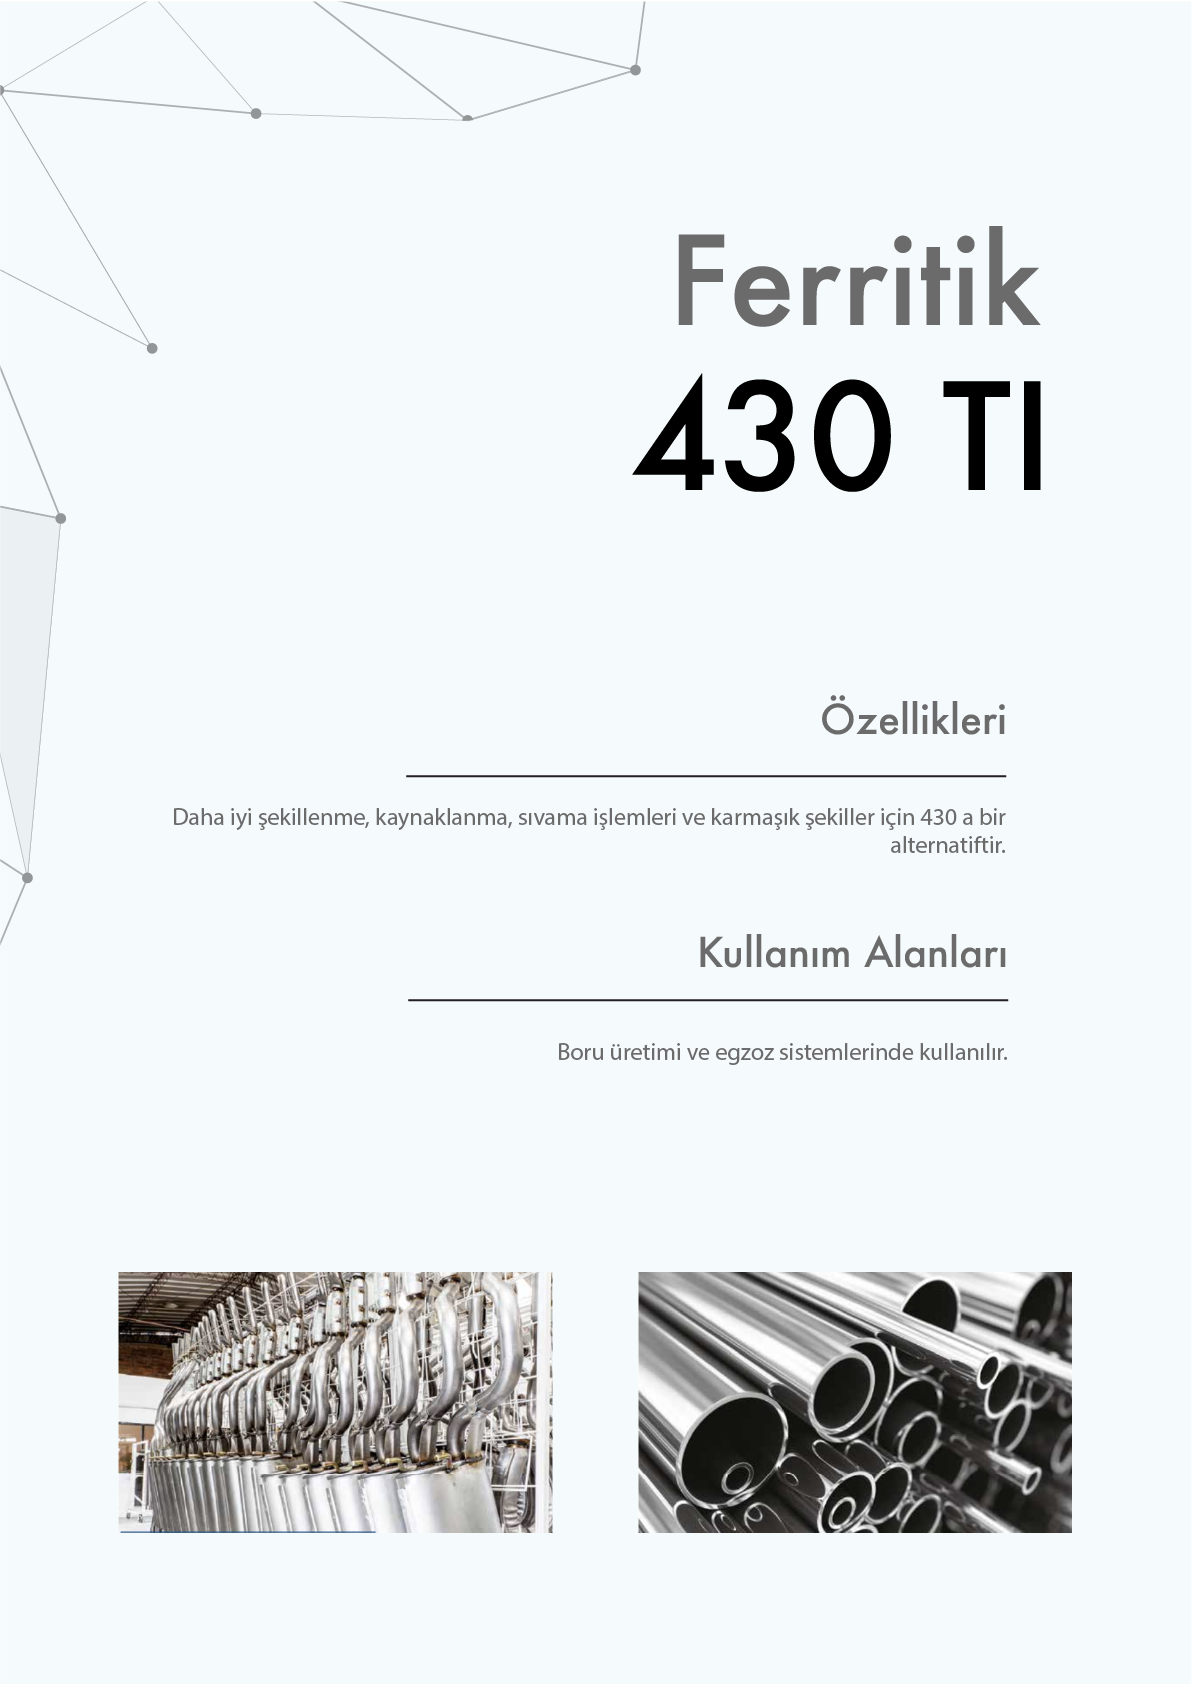 Ferritik
430 TI
Özellikleri
Daha iyi şekillenme, kaynaklanma, sıvama işlemleri ve karmaşık şekiller için 430 a bir
alternatiftir.
Kullanım Alanları
Boru üretimi ve egzoz sistemlerinde kullanılır.